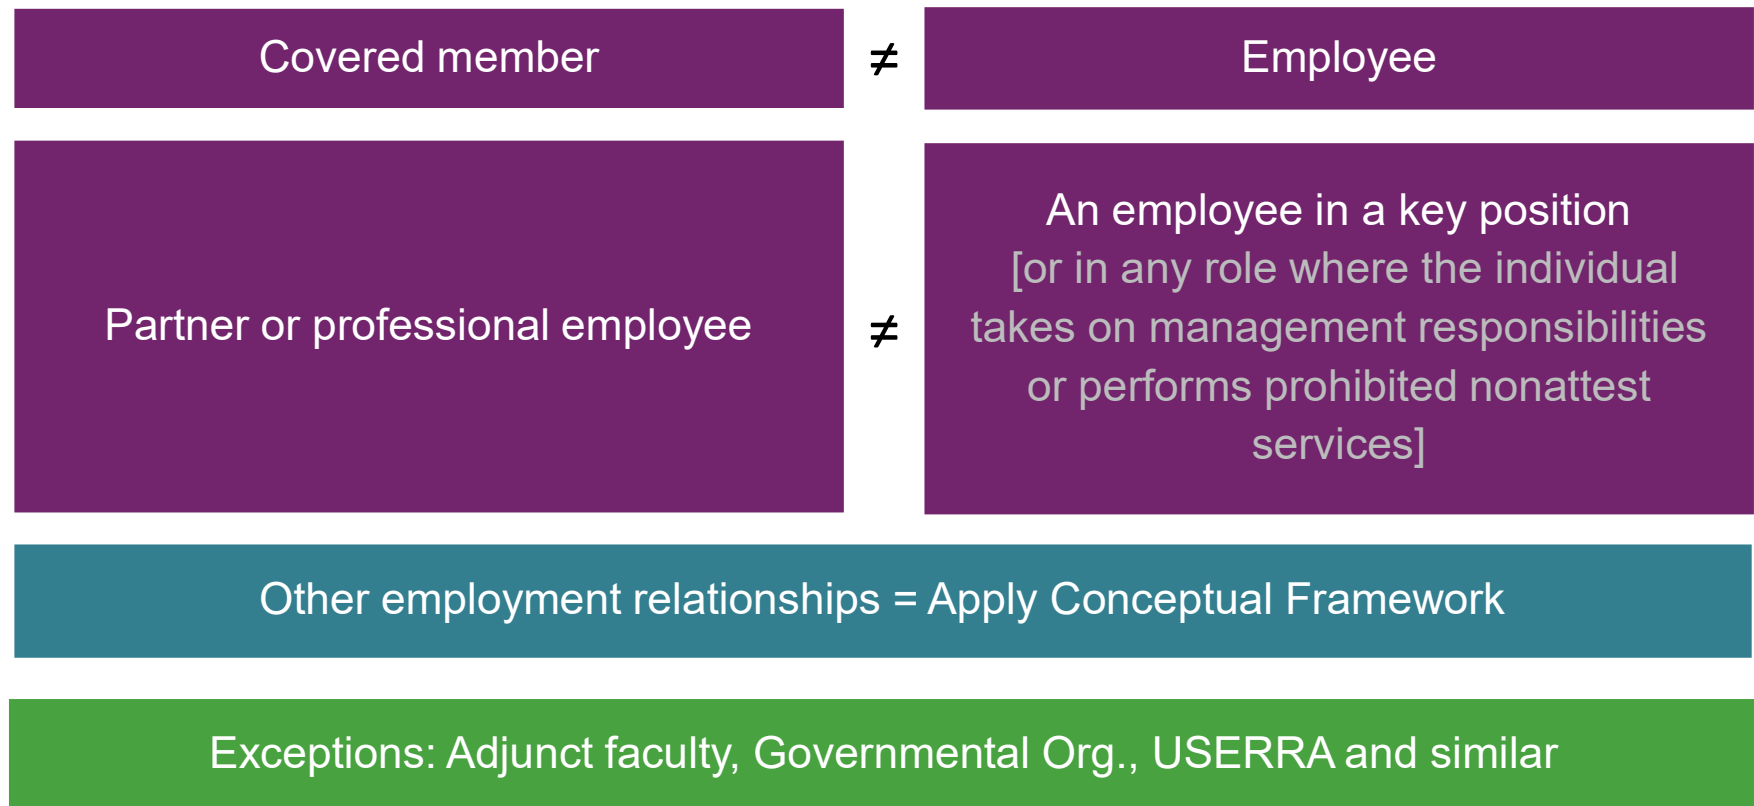 Covered member
≠
Employee
Partner or professional employee
≠
An employee in a key position
[or in any role where the individual
takes on management responsibilities
or performs prohibited nonattest
services]
Other employment relationships = Apply Conceptual Framework
Exceptions: Adjunct faculty, Governmental Org., USERRA and similar